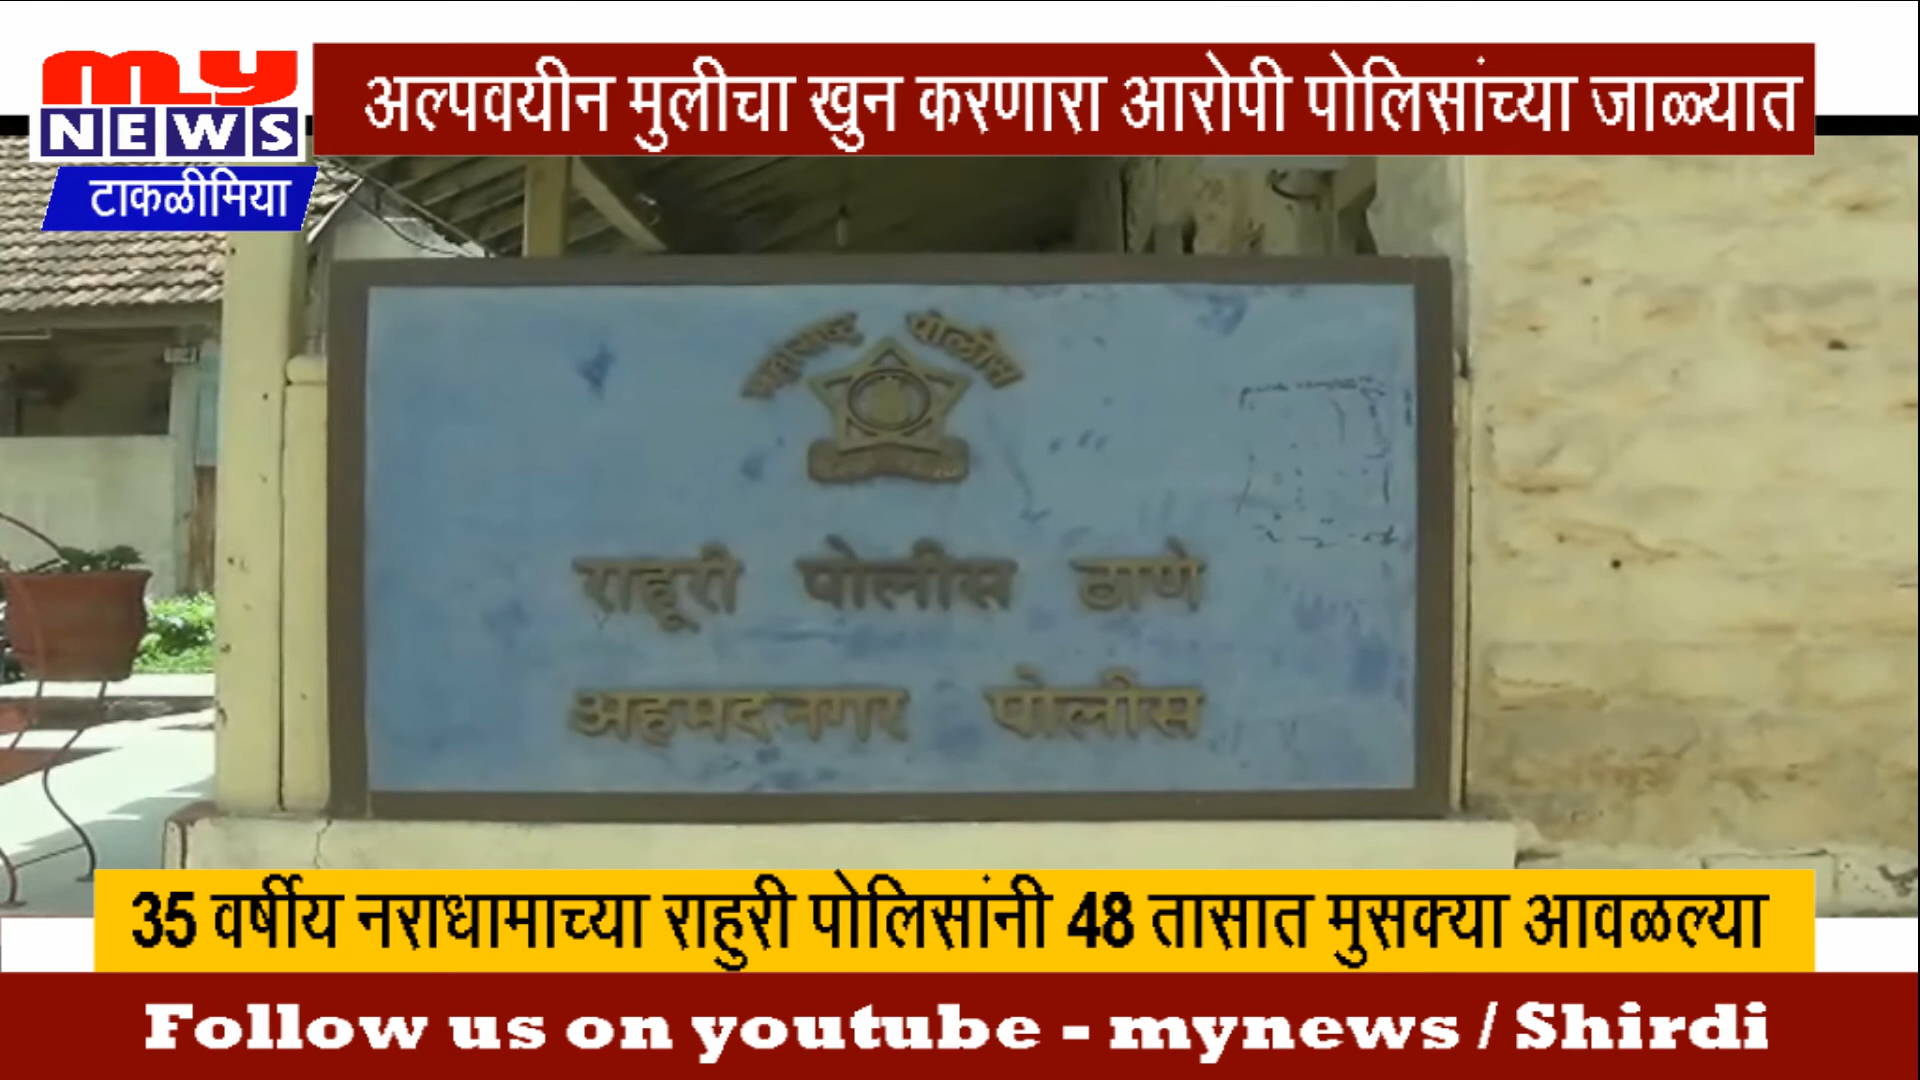 my
NEWS
टाकळीमिया
अल्पवयीन मुलीचा खुन करणारा आरोपी पोलिसांच्या जाळ्यात
महाराष्ट्र पोलीस
राहूरी पोलीस ठाणे
अहमदनगर पोलीस
35 वर्षीय नराधामाच्या राहुरी पोलिसांनी 48 तासात मुसक्या आवळल्या
Follow us on youtube - mynews / Shirdi